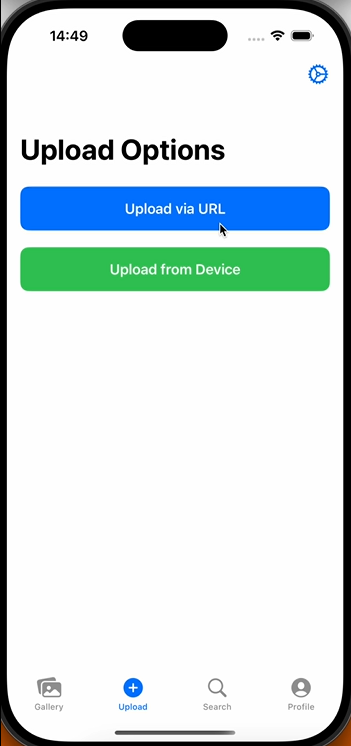 14:49
Upload Options
Upload via URL
Upload from Device
Gallery
Upload
Search
Profile